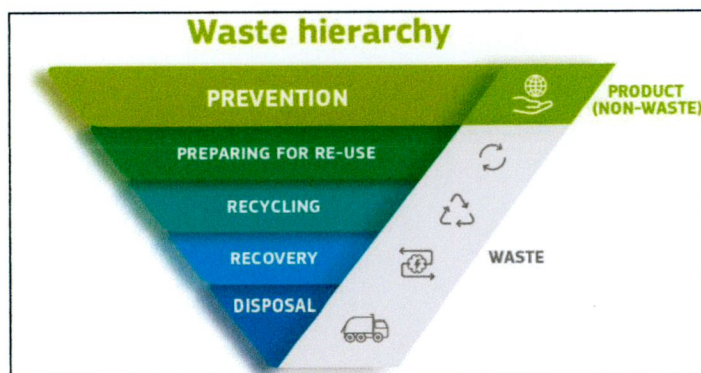 Waste hierarchy
PREVENTION
PRODUCT
(NON-WASTE)
PREPARING FOR RE-USE
RECYCLING
RECOVERY
WASTE
DISPOSAL